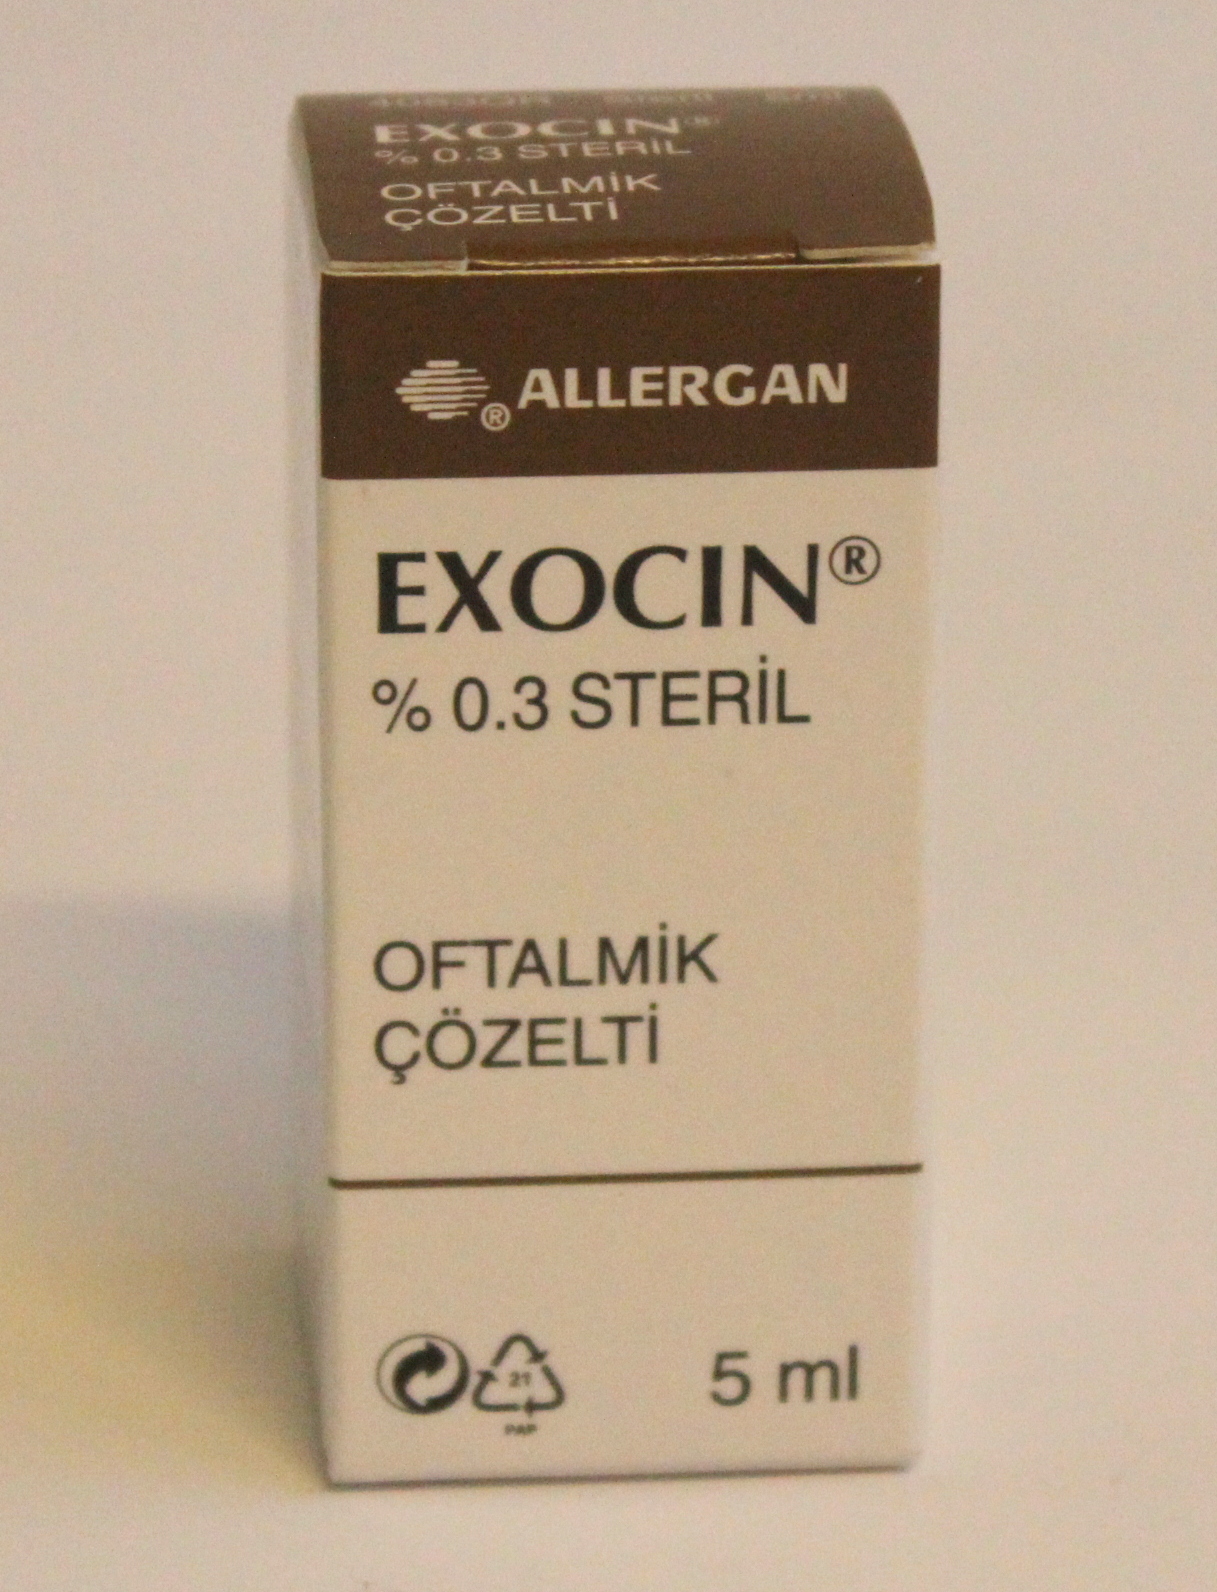 EXOCIN®
% 0.3 STERİL
OFTALMİK
ÇÖZELTİ
® ALLERGAN
EXOCIN®
% 0.3 STERİL
OFTALMİK
ÇÖZELTİ
21
PAP
5 ml